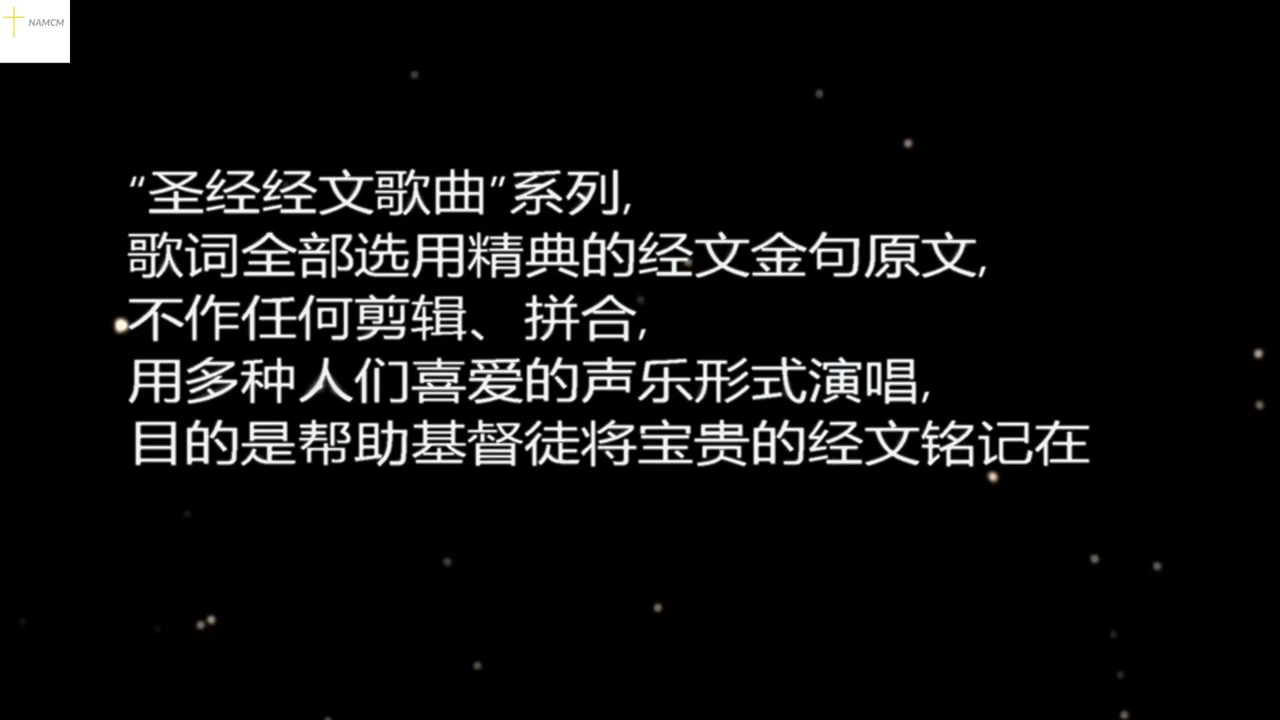 NAMCM
“圣经经文歌曲”系列,
歌词全部选用精典的经文金句原文,
不作任何剪辑、拼合,
用多种人们喜爱的声乐形式演唱,
目的是帮助基督徒将宝贵的经文铭记在